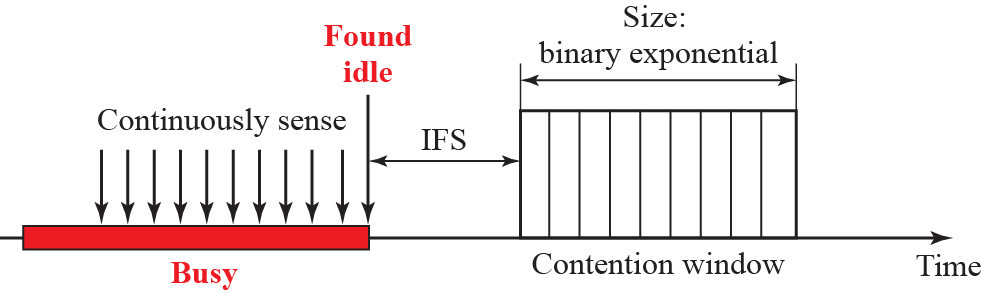 Size:
binary exponential
Found
idle
Continuously sense
IFS
Busy
Contention window
Time